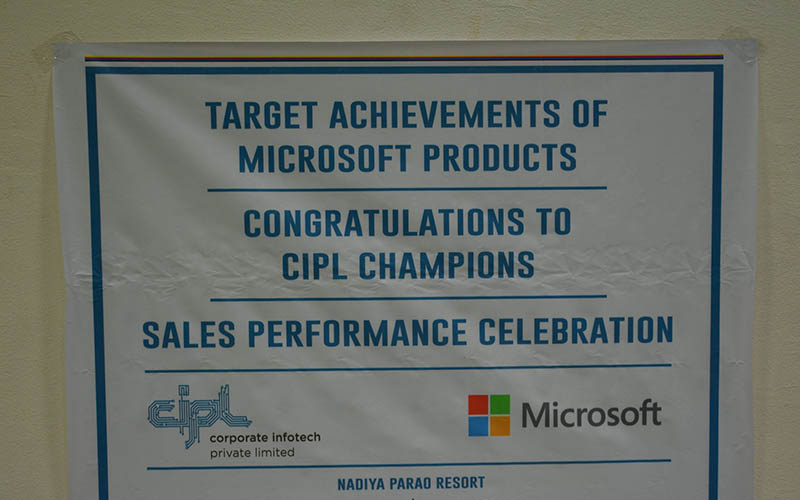 TARGET ACHIEVEMENTS OF
MICROSOFT PRODUCTS
CONGRATULATIONS TO
CIPL CHAMPIONS
SALES PERFORMANCE CELEBRATION
cipl
corporate infotech
private limited
Microsoft
NADIYA PARAO RESORT